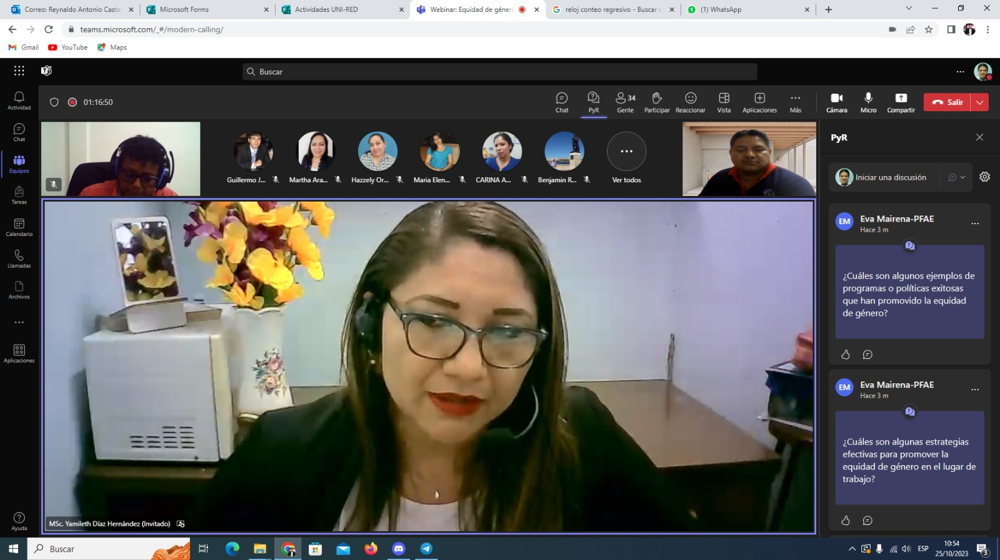 Correo: Reynaldo Antonio Casta
Microsoft Forms
Actividades UNI-RED
Webinar: Equidad de género
reloj conteo regresivo - Buscar c
(1) WhatsApp
teams.microsoft.com/_#/modern-calling/
Gmail
YouTube
Maps
Buscar
01:16:50
Chat
PyR
34
Gente
Participar
Reaccionar
Vista
Aplicaciones
Más
Cámara
Micro
Compartir
Salir
Actividad
Chat
Equipos
Tareas
Calendario
Llamadas
Archivos
Aplicaciones
Ayuda
Guillermo J...
Martha Ara...
Hazzely Or...
Maria Elen...
CARINA A...
Benjamin R...
Ver todos
MSc. Yamileth Díaz Hernández (Invitado)
PyR
Iniciar una discusión
EM
Eva Mairena-PFAE
Hace 3 m
¿Cuáles son algunos ejemplos de
programas o políticas exitosas
que han promovido la equidad
de género?
EM
Eva Mairena-PFAE
Hace 3 m
¿Cuáles son algunas estrategias
efectivas para promover la
equidad de género en el lugar de
trabajo?
Buscar
ESP
10:54
25/10/2023
3